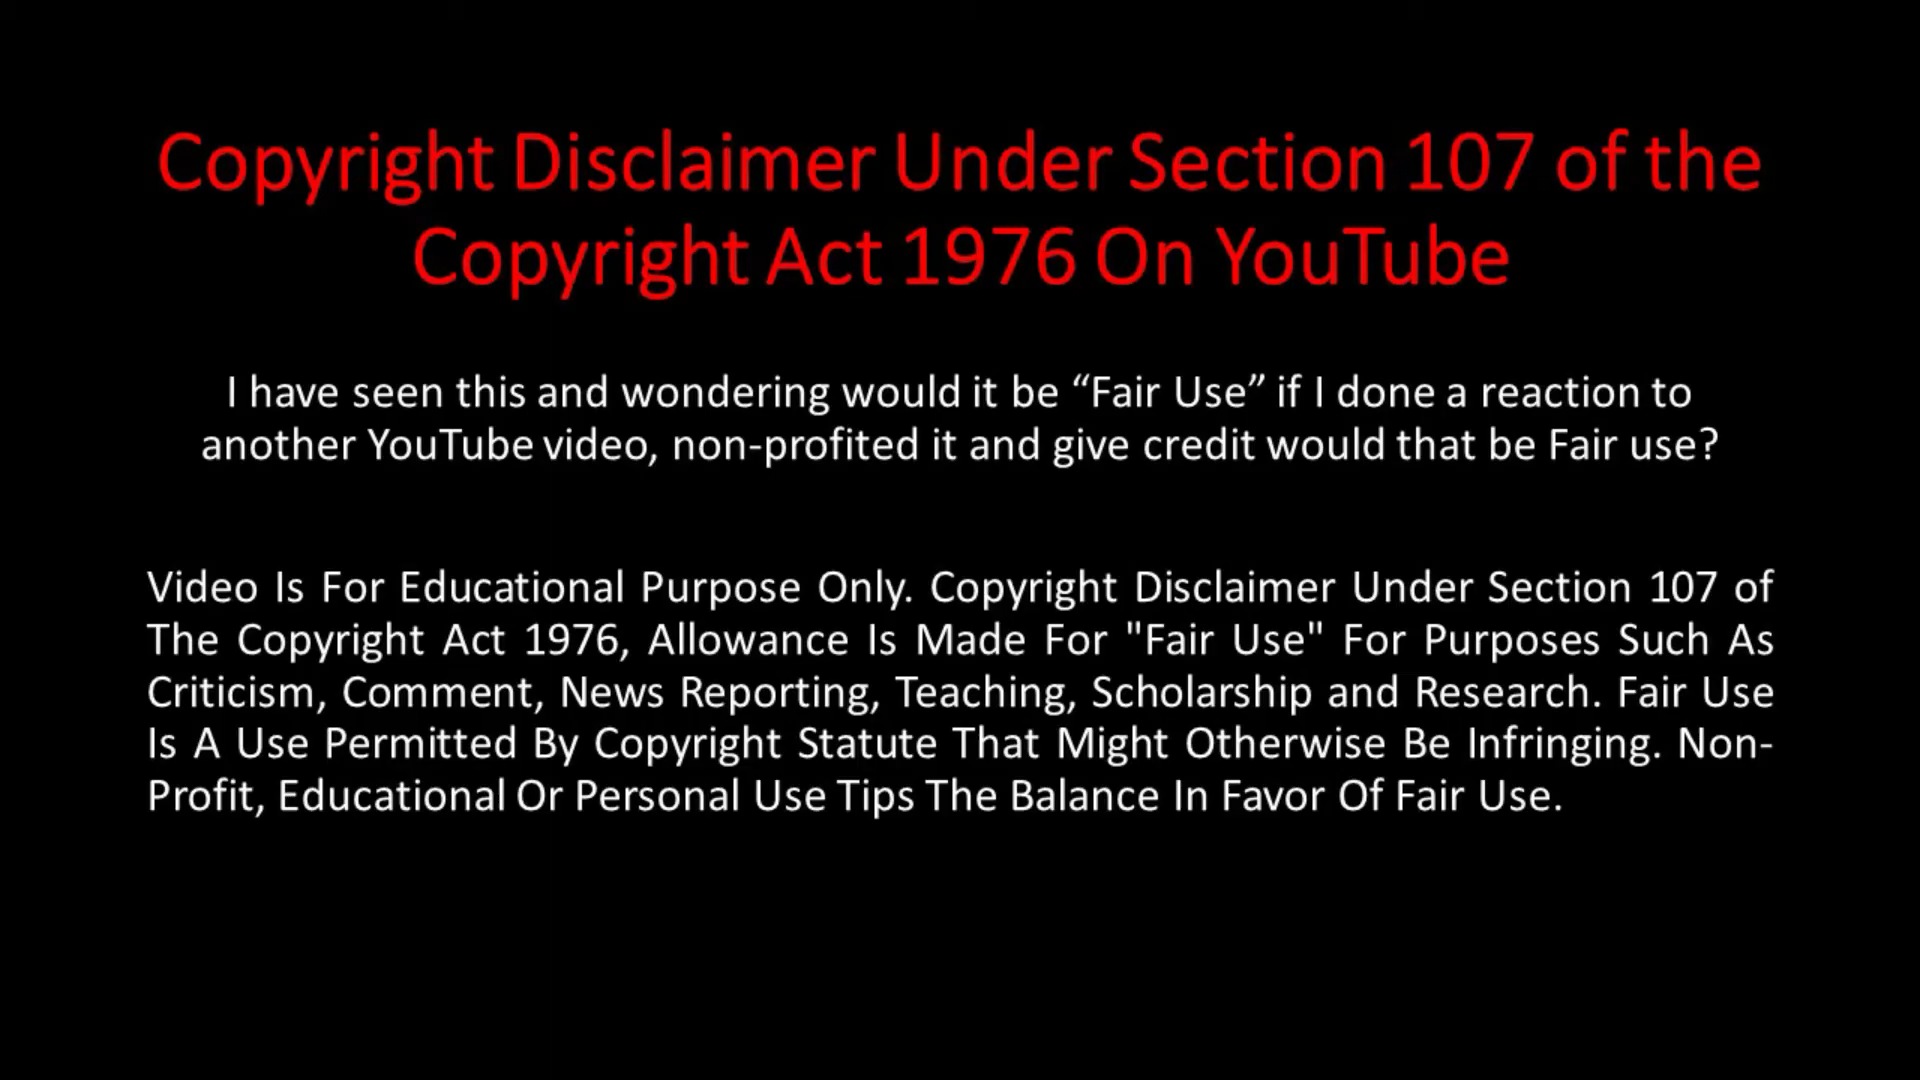 Copyright Disclaimer Under Section 107 of the
Copyright Act 1976 On YouTube
I have seen this and wondering would it be “Fair Use” if I done a reaction to
another YouTube video, non-profited it and give credit would that be Fair use?
Video Is For Educational Purpose Only. Copyright Disclaimer Under Section 107 of
The Copyright Act 1976, Allowance Is Made For "Fair Use" For Purposes Such As
Criticism, Comment, News Reporting, Teaching, Scholarship and Research. Fair Use
Is A Use Permitted By Copyright Statute That Might Otherwise Be Infringing. Non-
Profit, Educational Or Personal Use Tips The Balance In Favor Of Fair Use.